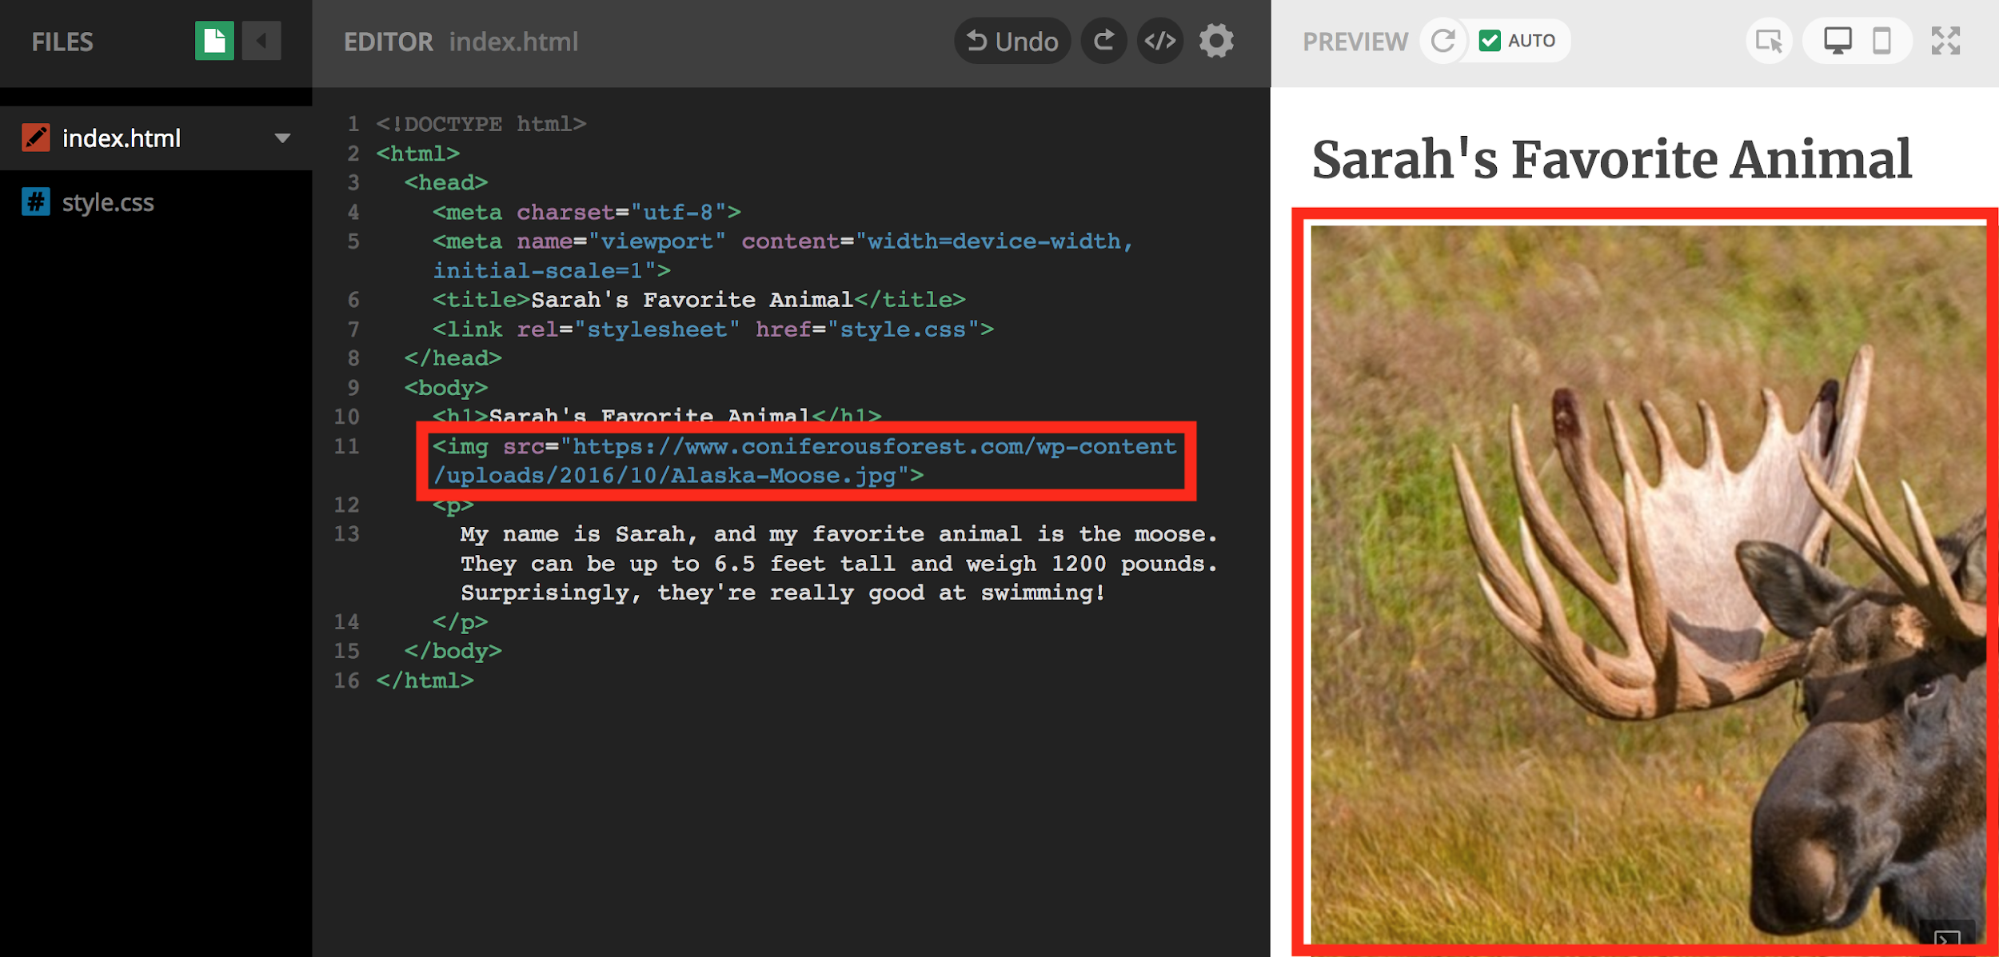 FILES
EDITOR index.html
Undo
</>
PREVIEW
AUTO
index.html
# style.css
1 <!DOCTYPE html>
2 <html>
3 <head>
4 <meta charset="utf-8">
5 <meta name="viewport" content="width=device-width,
initial-scale=1">
6 <title>Sarah's Favorite Animal</title>
7 <link rel="stylesheet" href="style.css">
8 </head>
9 <body>
10 <h1>Sarah's Favorite Animal</h1>
11 <img src="https://www.coniferousforest.com/wp-content
/uploads/2016/10/Alaska-Moose.jpg">
12 <p>
13 My name is Sarah, and my favorite animal is the moose.
They can be up to 6.5 feet tall and weigh 1200 pounds.
Surprisingly, they're really good at swimming!
14 </p>
15 </body>
16 </html>
Sarah's Favorite Animal